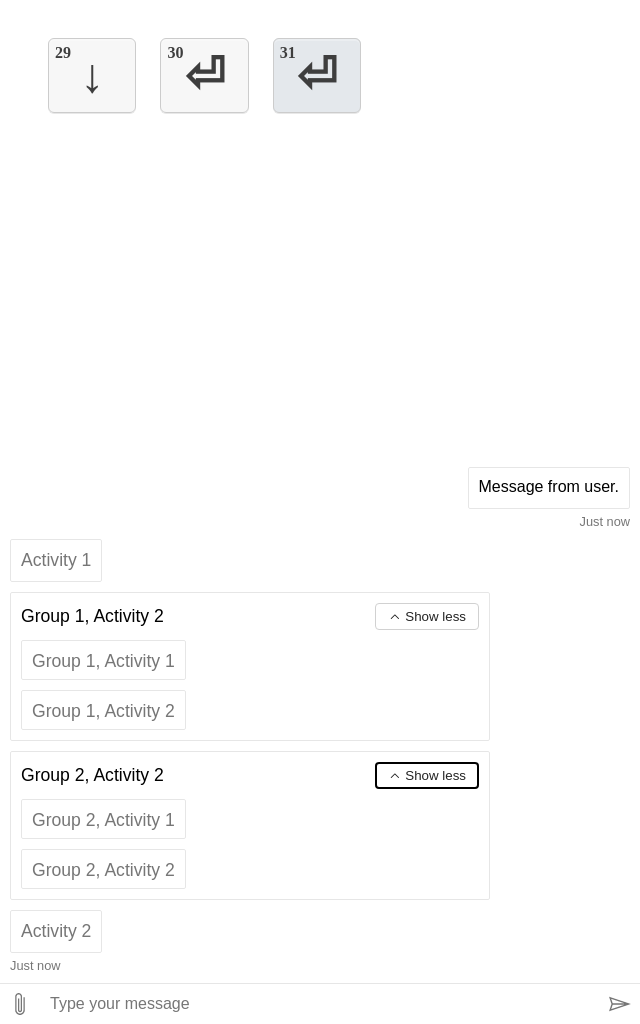 29
↓
30
⏎
31
⏎
Message from user.
Just now
Activity 1
Group 1, Activity 2
Show less
Group 1, Activity 1
Group 1, Activity 2
Group 2, Activity 2
Show less
Group 2, Activity 1
Group 2, Activity 2
Activity 2
Just now
Type your message